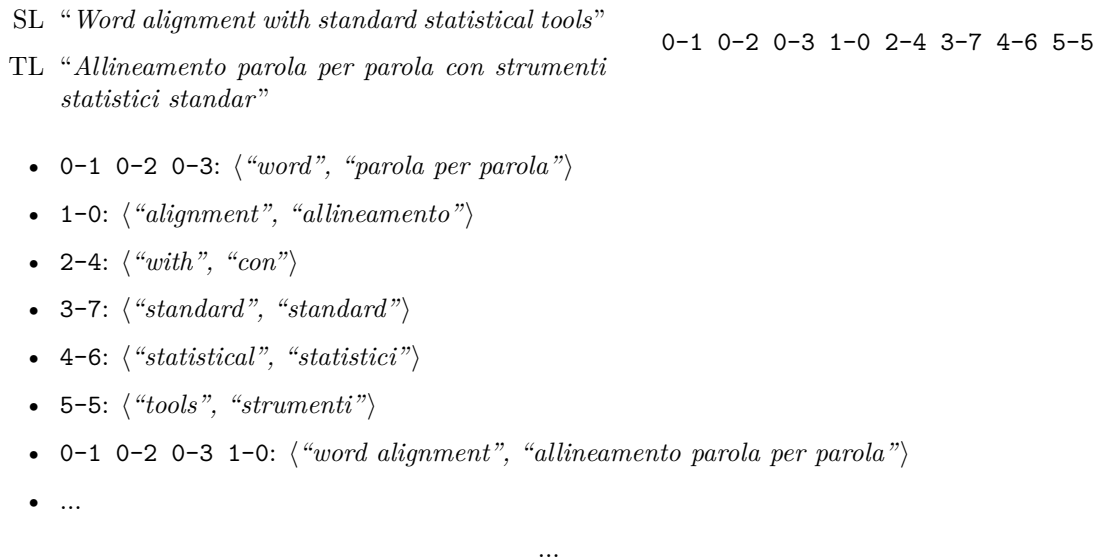 SL “Word alignment with standard statistical tools”
0-1 0-2 0-3 1-0 2-4 3-7 4-6 5-5
TL “Allineamento parola per parola con strumenti
statistici standar”
• 0-1 0-2 0-3: ⟨“word”, “parola per parola”⟩
• 1-0: ⟨“alignment”, “allineamento”⟩
• 2-4: ⟨“with”, “con”⟩
• 3-7: ⟨“standard”, “standard”⟩
• 4-6: ⟨“statistical”, “statistici”⟩
• 5-5: ⟨“tools”, “strumenti”⟩
• 0-1 0-2 0-3 1-0: ⟨“word alignment”, “allineamento parola per parola”⟩
• ...
...